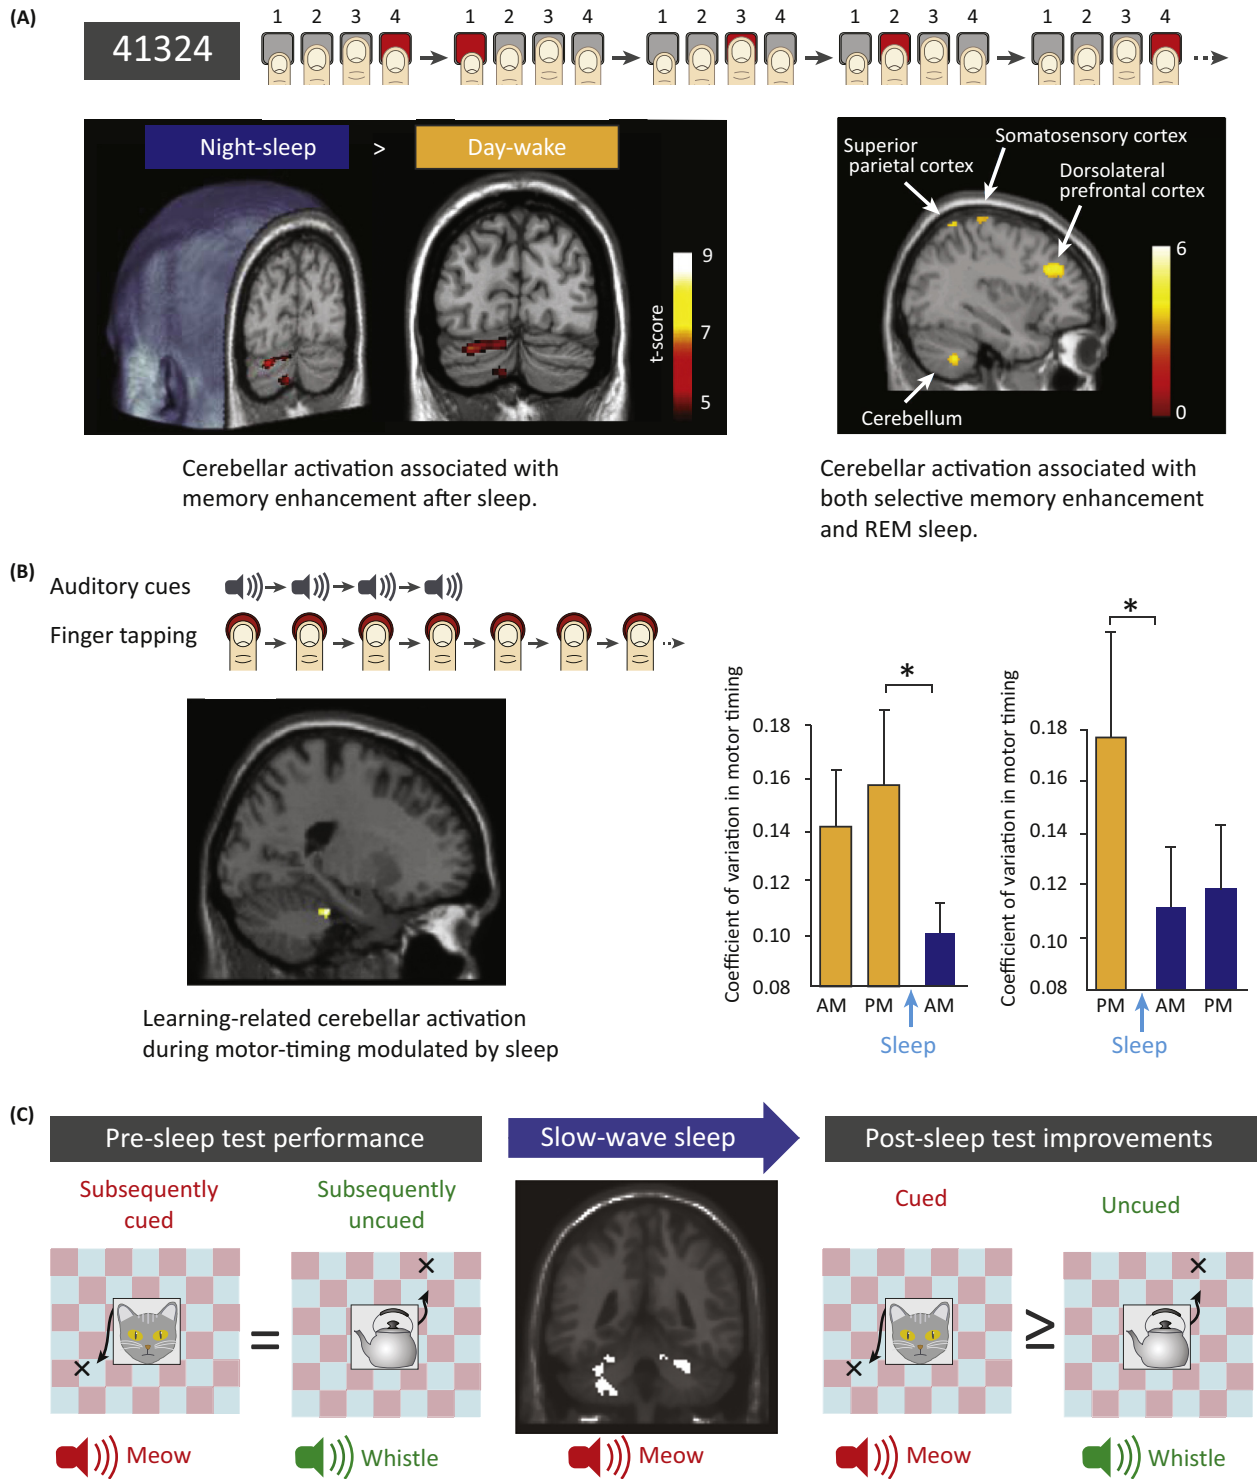 (A)
41324
1 2 3 4
1 2 3 4
1 2 3 4
1 2 3 4
1 2 3 4
Night-sleep > Day-wake
9
7
5
t-score
Superior
parietal cortex
Somatosensory cortex
Dorsolateral
prefrontal cortex
Cerebellum
6
0
Cerebellar activation associated with
memory enhancement after sleep.
Cerebellar activation associated with
both selective memory enhancement
and REM sleep.
(B)
Auditory cues
Finger tapping
Learning-related cerebellar activation
during motor-timing modulated by sleep
Coefficient of variation in motor timing
0.18
0.16
0.14
0.12
0.10
0.08
*
AM PM AM
Sleep
Coefficient of variation in motor timing
0.18
0.16
0.14
0.12
0.10
0.08
*
PM AM PM
Sleep
(C)
Pre-sleep test performance
Slow-wave sleep
Post-sleep test improvements
Subsequently
cued
Subsequently
uncued
Cued
Uncued
=
≥
Meow
Whistle
Meow
Meow
Whistle